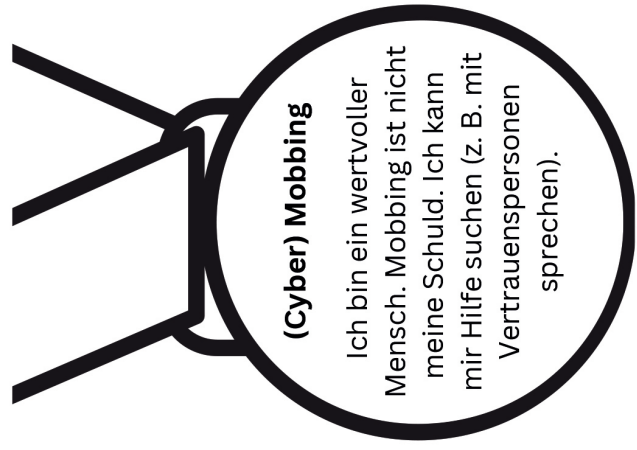 (Cyber) Mobbing
Ich bin ein wertvoller
Mensch. Mobbing ist nicht
meine Schuld. Ich kann
mir Hilfe suchen (z. B. mit
Vertrauenspersonen
sprechen).